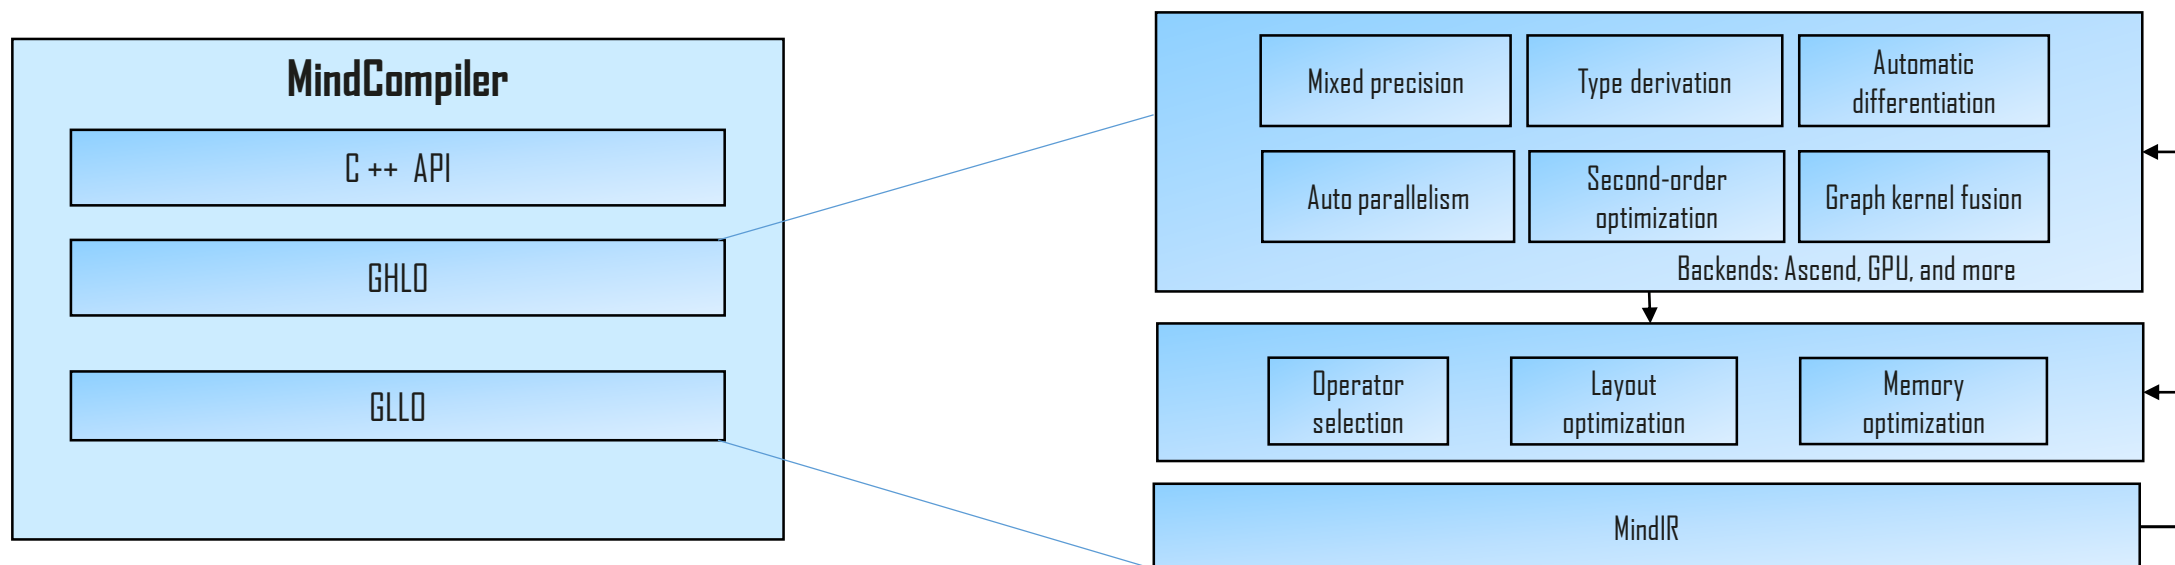 MindCompiler
C ++ API
GHLO
GLLO
Mixed precision
Type derivation
Automatic
differentiation
Auto parallelism
Second-order
optimization
Graph kernel fusion
Backends: Ascend, GPU, and more
Operator
selection
Layout
optimization
Memory
optimization
MindIR